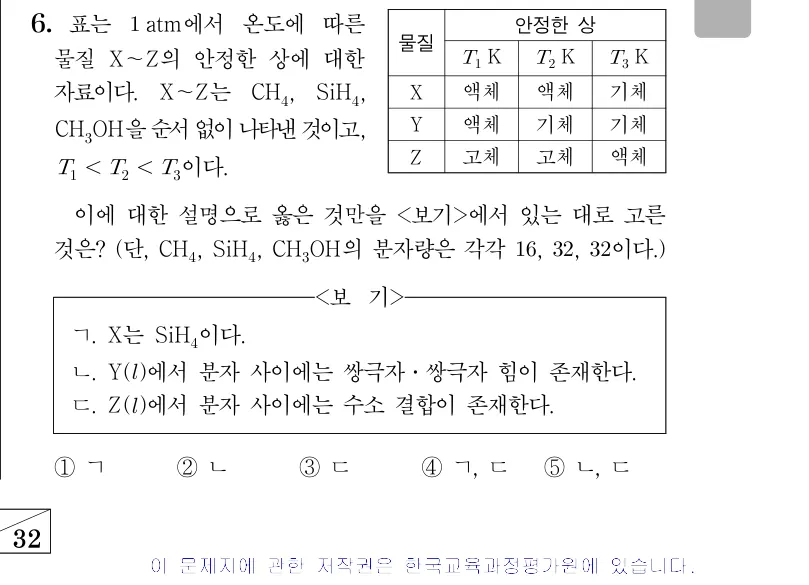 6. 표는 1 atm에서 온도에 따른
물질 X~Z의 안정한 상에 대한
자료이다. X~Z는 CH₄, SiH₄,
CH₃OH을 순서 없이 나타낸 것이고,
T₁ < T₂ < T₃이다.
물질 안정한 상
T₁ K T₂ K T₃ K
X 액체 액체 기체
Y 액체 기체 기체
Z 고체 고체 액체
이에 대한 설명으로 옳은 것만을 <보기>에서 있는 대로 고른
것은? (단, CH₄, SiH₄, CH₃OH의 분자량은 각각 16, 32, 32이다.)
<보 기>
ㄱ. X는 SiH₄이다.
ㄴ. Y(l)에서 분자 사이에는 쌍극자·쌍극자 힘이 존재한다.
ㄷ. Z(l)에서 분자 사이에는 수소 결합이 존재한다.
① ㄱ ② ㄴ ③ ㄷ ④ ㄱ, ㄷ ⑤ ㄴ, ㄷ
32
이 문제지에 관한 저작권은 한국교육과정평가원에 있습니다.